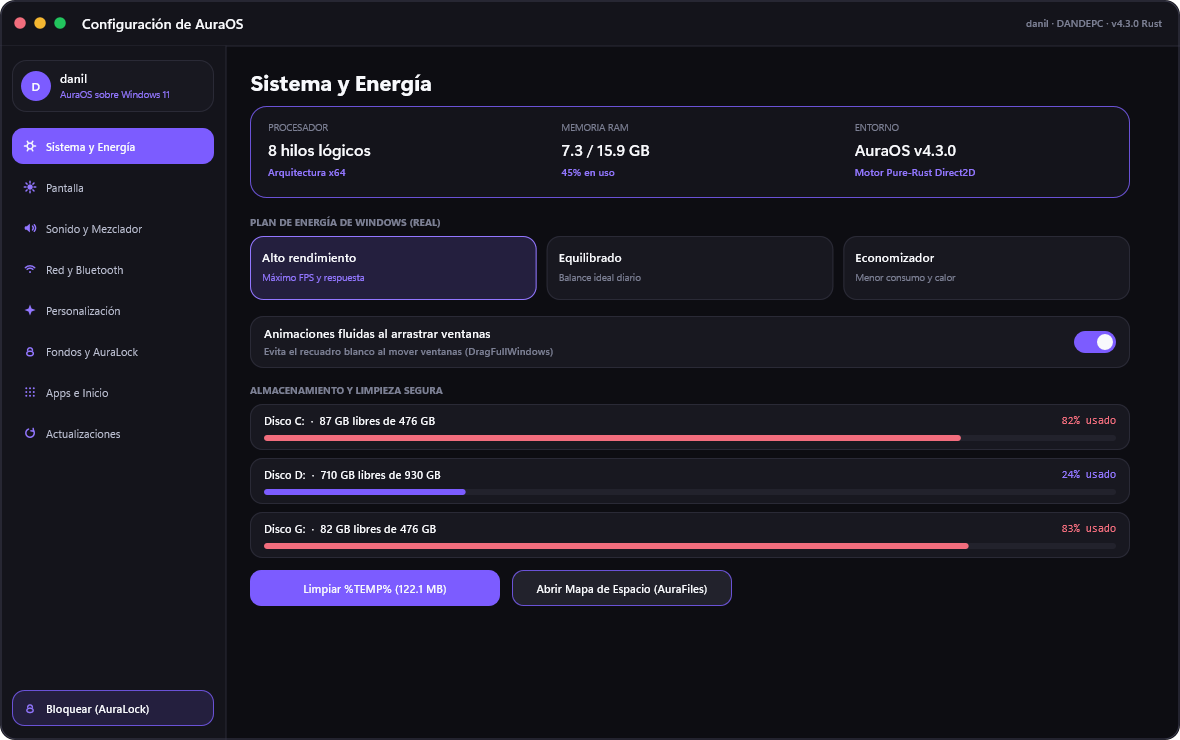 Configuración de AuraOS
danil · DANDEPC · v4.3.0 Rust
D
danil
AuraOS sobre Windows 11
Sistema y Energía
Pantalla
Sonido y Mezclador
Red y Bluetooth
Personalización
Fondos y AuraLock
Apps e Inicio
Actualizaciones
Bloquear (AuraLock)
Sistema y Energía
PROCESADOR
8 hilos lógicos
Arquitectura x64
MEMORIA RAM
7.3 / 15.9 GB
45% en uso
ENTORNO
AuraOS v4.3.0
Motor Pure-Rust Direct2D
PLAN DE ENERGÍA DE WINDOWS (REAL)
Alto rendimiento
Máximo FPS y respuesta
Equilibrado
Balance ideal diario
Economizador
Menor consumo y calor
Animaciones fluidas al arrastrar ventanas
Evita el recuadro blanco al mover ventanas (DragFullWindows)
ALMACENAMIENTO Y LIMPIEZA SEGURA
Disco C: · 87 GB libres de 476 GB
82% usado
Disco D: · 710 GB libres de 930 GB
24% usado
Disco G: · 82 GB libres de 476 GB
83% usado
Limpiar %TEMP% (122.1 MB)
Abrir Mapa de Espacio (AuraFiles)